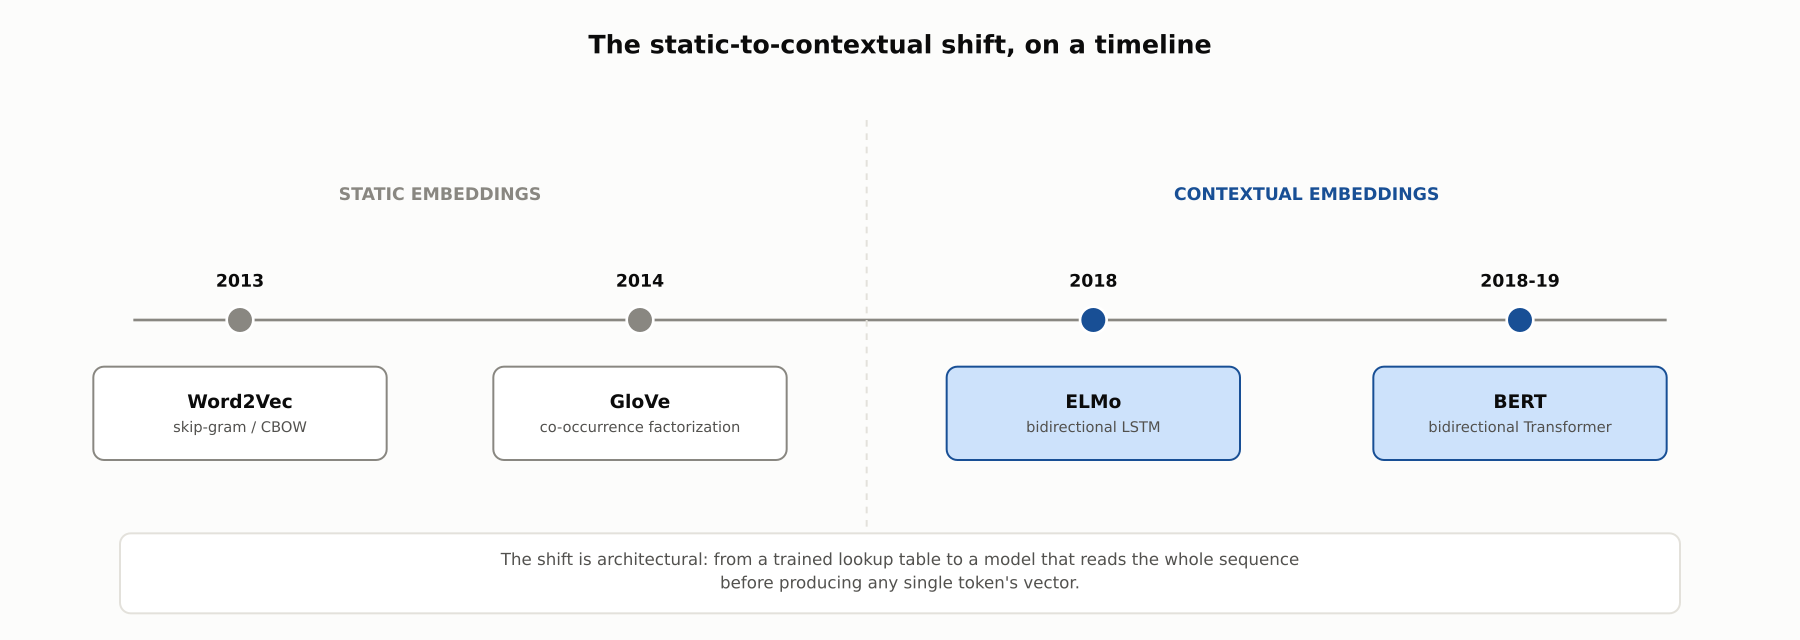 The static-to-contextual shift, on a timeline
STATIC EMBEDDINGS
CONTEXTUAL EMBEDDINGS
2013
2014
2018
2018-19
Word2Vec
skip-gram / CBOW
GloVe
co-occurrence factorization
ELMo
bidirectional LSTM
BERT
bidirectional Transformer
The shift is architectural: from a trained lookup table to a model that reads the whole sequence
before producing any single token's vector.